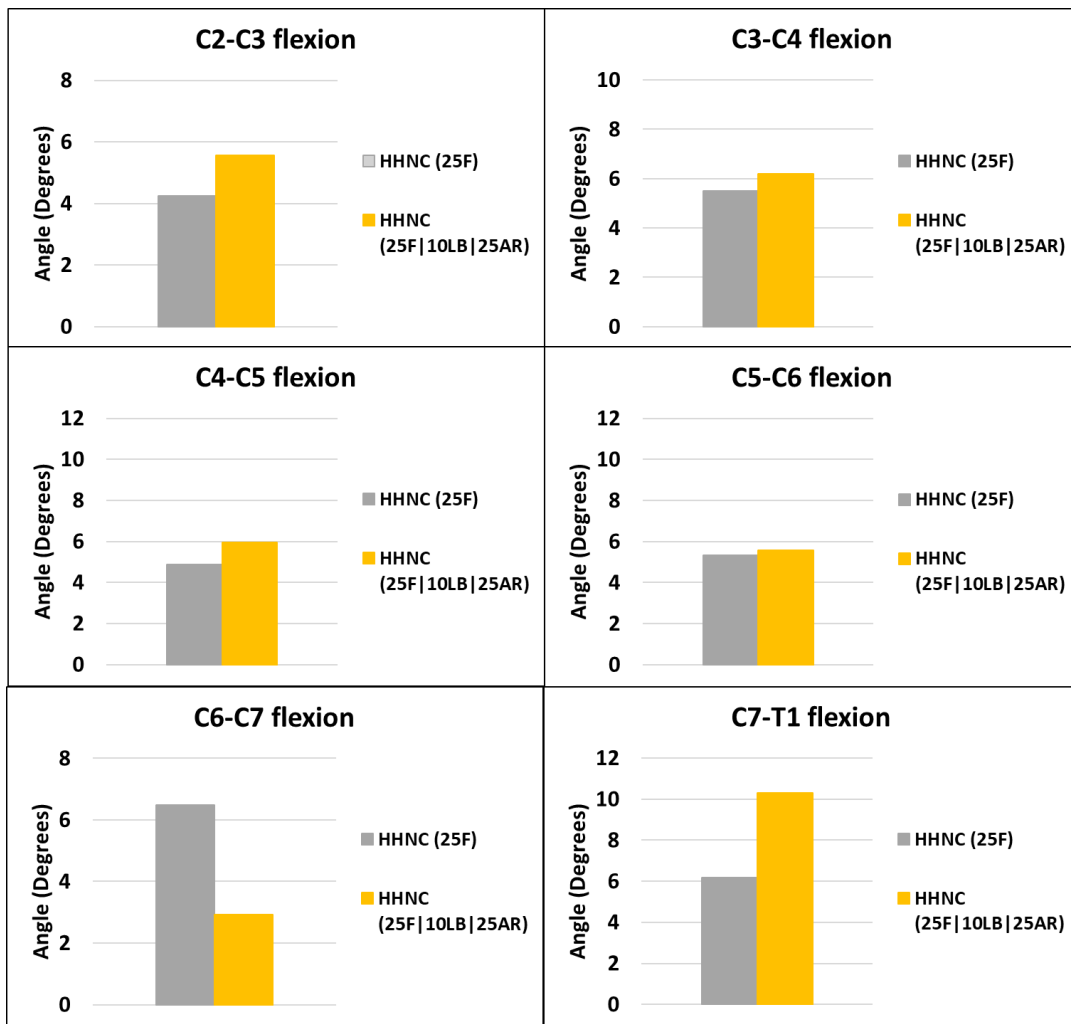 C2-C3 flexion
Angle (Degrees)
8
6
4
2
0
HHNC (25F)
HHNC
(25F|10LB|25AR)
C3-C4 flexion
Angle (Degrees)
10
8
6
4
2
0
HHNC (25F)
HHNC
(25F|10LB|25AR)
C4-C5 flexion
Angle (Degrees)
12
10
8
6
4
2
0
HHNC (25F)
HHNC
(25F|10LB|25AR)
C5-C6 flexion
Angle (Degrees)
12
10
8
6
4
2
0
HHNC (25F)
HHNC
(25F|10LB|25AR)
C6-C7 flexion
Angle (Degrees)
8
6
4
2
0
HHNC (25F)
HHNC
(25F|10LB|25AR)
C7-T1 flexion
Angle (Degrees)
12
10
8
6
4
2
0
HHNC (25F)
HHNC
(25F|10LB|25AR)